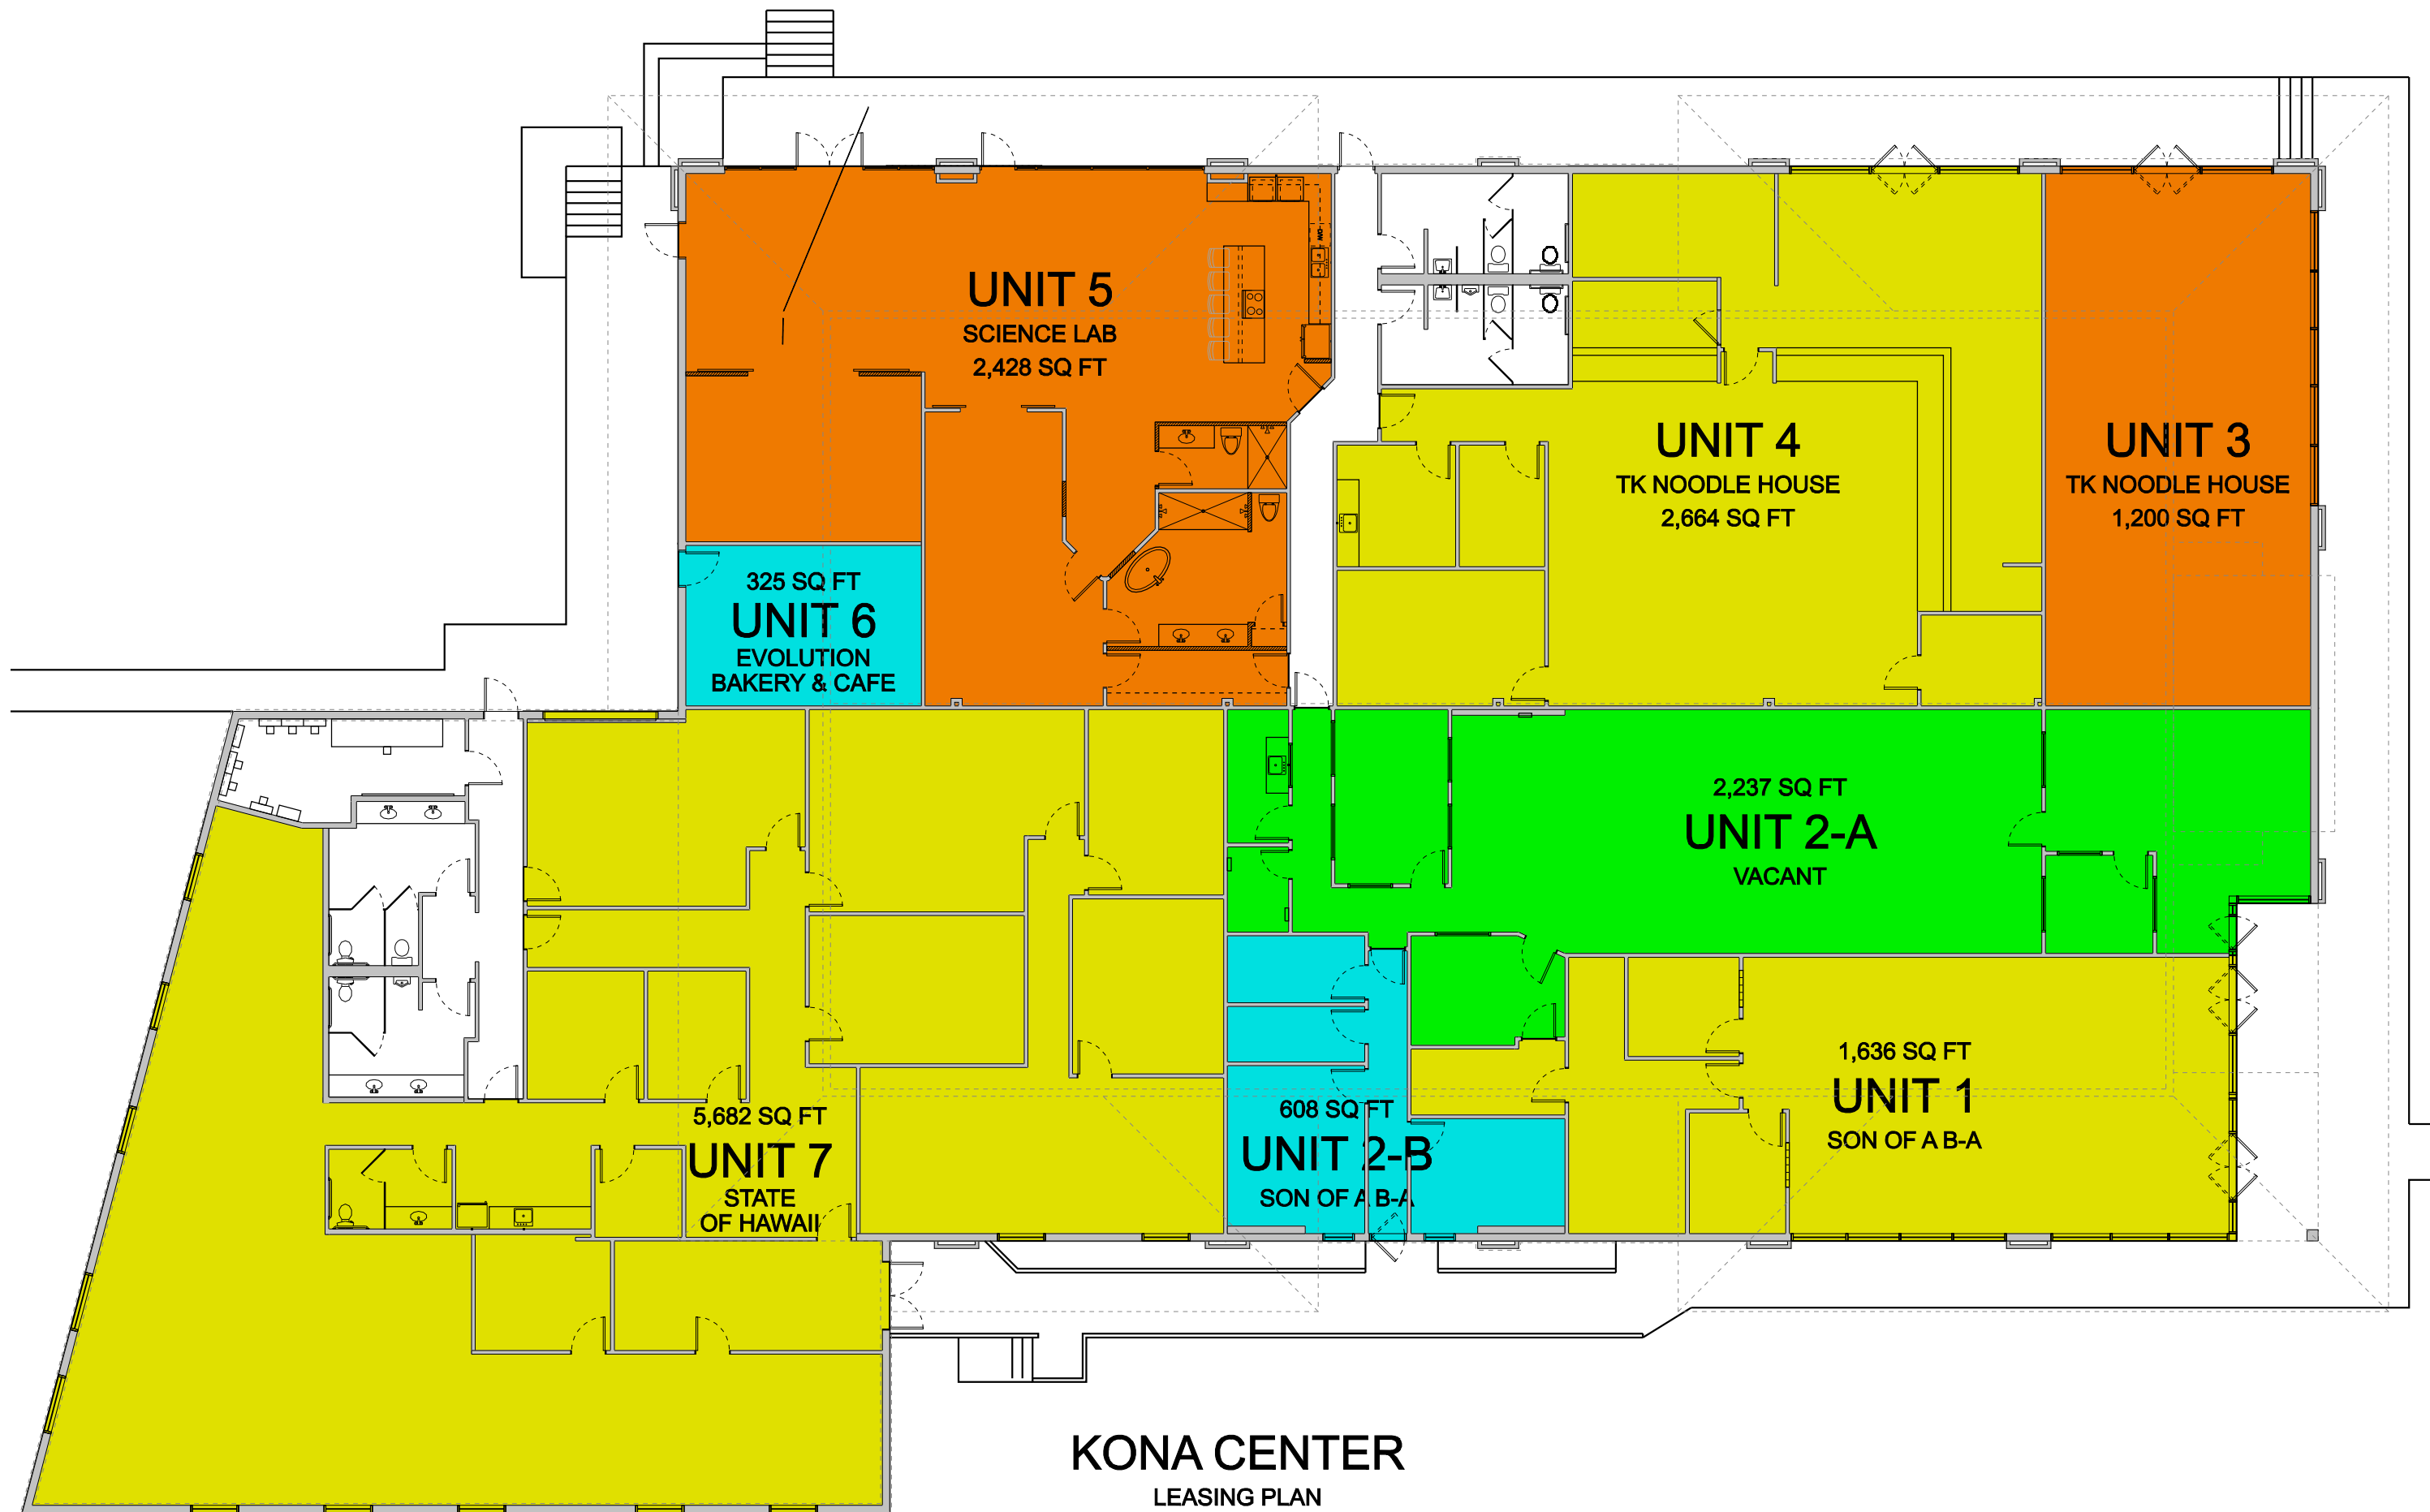 UNIT 5
SCIENCE LAB
2,428 SQ FT
DW
UNIT 4
TK NOODLE HOUSE
2,664 SQ FT
UNIT 3
TK NOODLE HOUSE
1,200 SQ FT
325 SQ FT
UNIT 6
EVOLUTION
BAKERY & CAFE
2,237 SQ FT
UNIT 2-A
VACANT
1,636 SQ FT
UNIT 1
SON OF A B-A
608 SQ FT
UNIT 2-B
SON OF A B-A
5,682 SQ FT
UNIT 7
STATE
OF HAWAII
KONA CENTER
LEASING PLAN